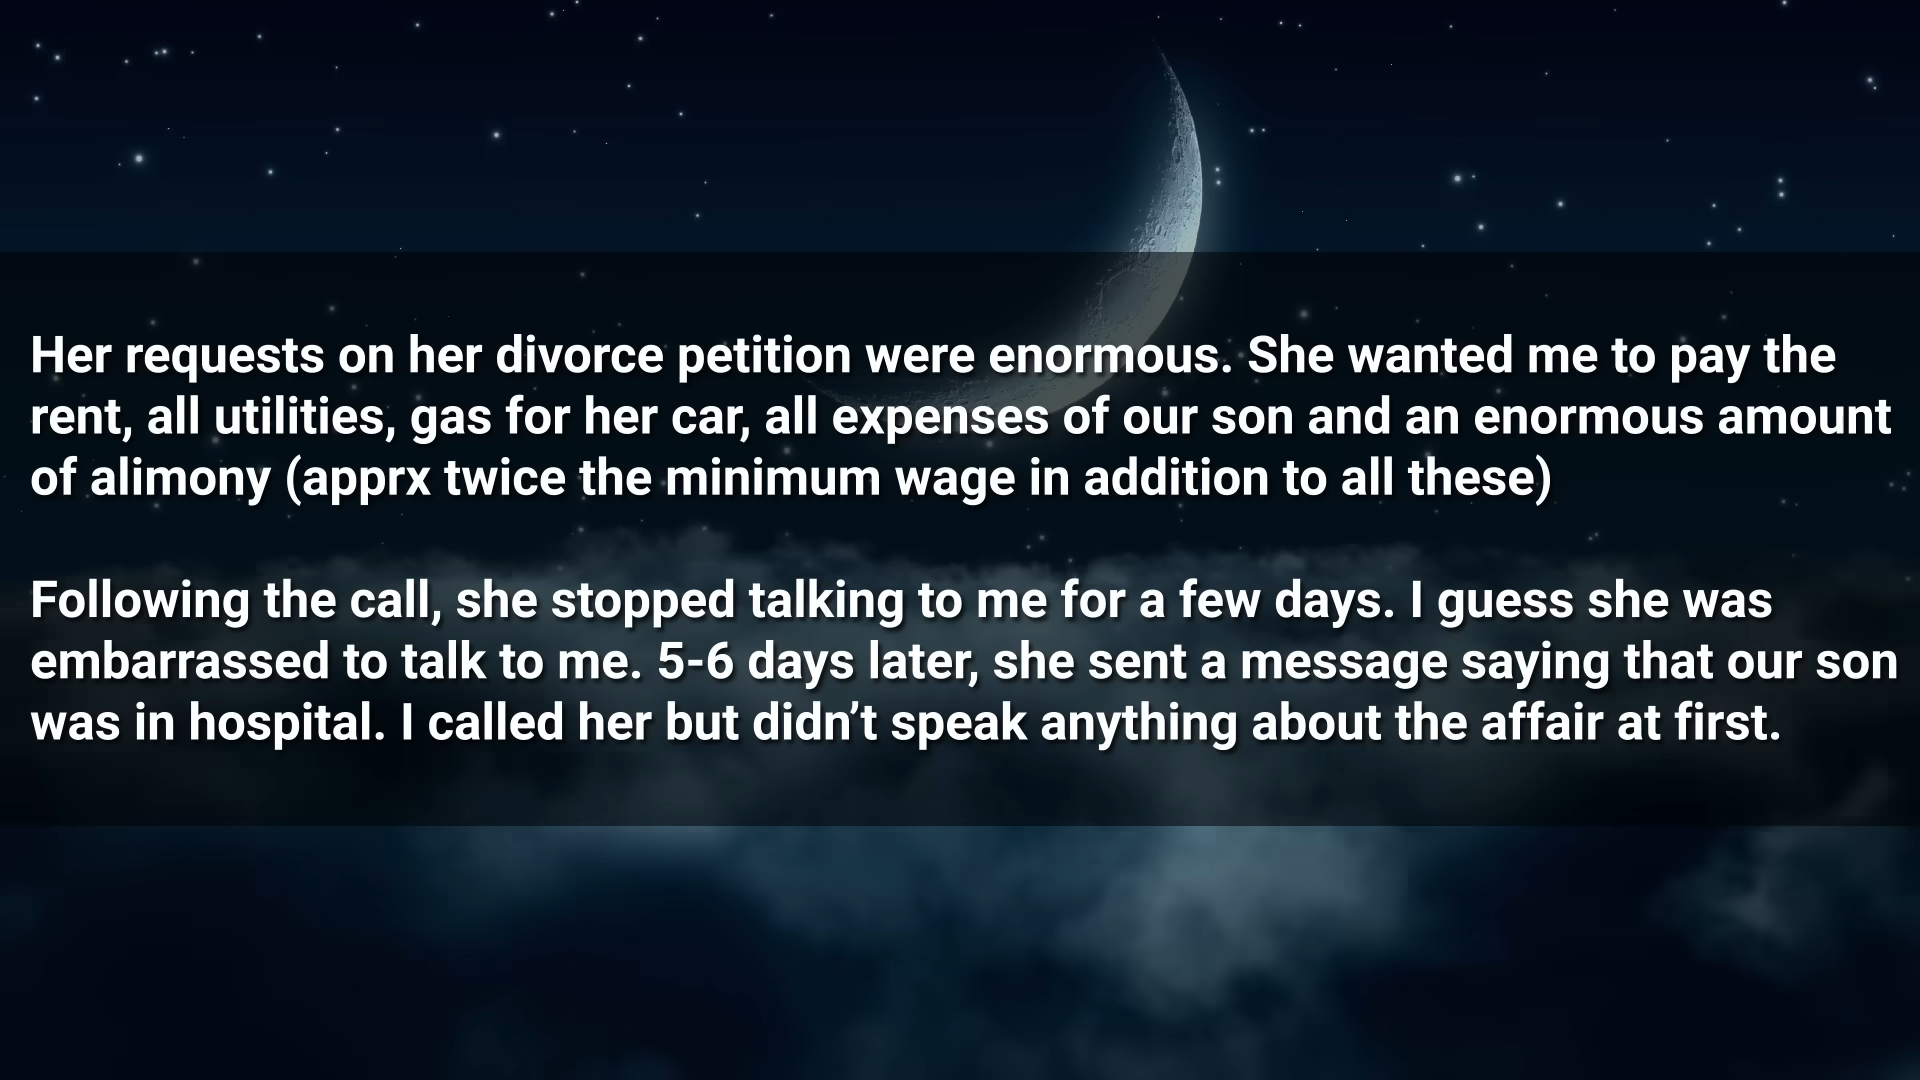 Her requests on her divorce petition were enormous. She wanted me to pay the
rent, all utilities, gas for her car, all expenses of our son and an enormous amount
of alimony (apprx twice the minimum wage in addition to all these)
Following the call, she stopped talking to me for a few days. I guess she was
embarrassed to talk to me. 5-6 days later, she sent a message saying that our son
was in hospital. I called her but didn’t speak anything about the affair at first.